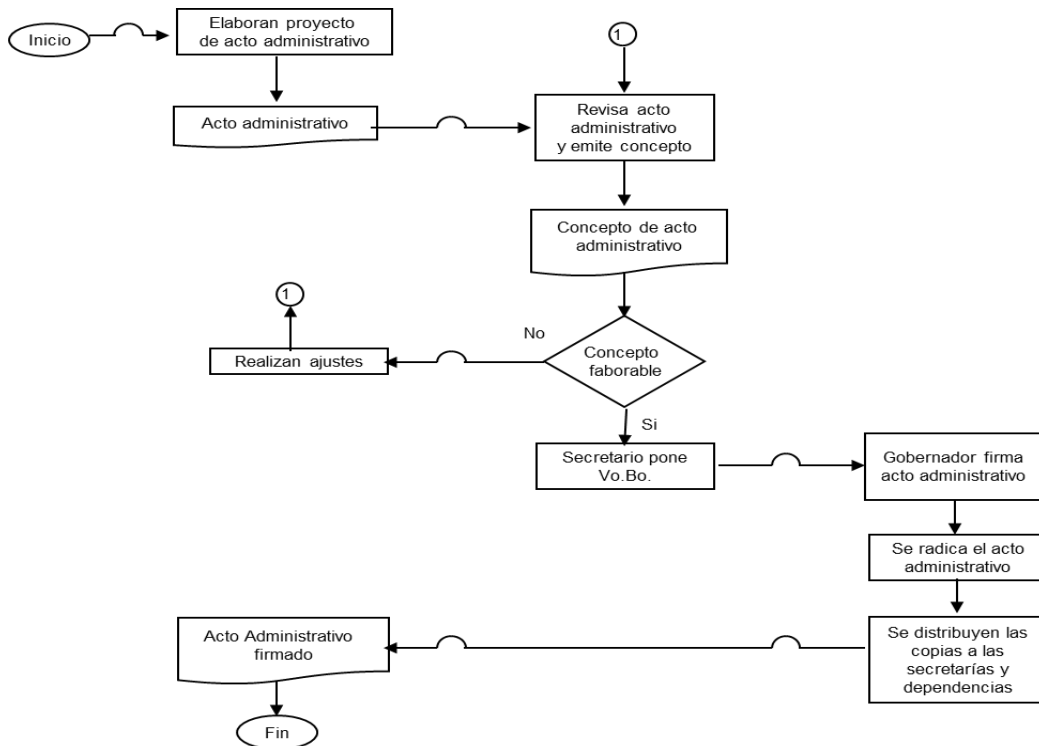 Inicio
Elaboran proyecto
de acto administrativo
Acto administrativo
1
Revisa acto
administrativo
y emite concepto
Concepto de acto
administrativo
Concepto
faborable
No
Realizan ajustes
1
Si
Secretario pone
Vo.Bo.
Gobernador firma
acto administrativo
Se radica el acto
administrativo
Se distribuyen las
copias a las
secretarías y
dependencias
Acto Administrativo
firmado
Fin